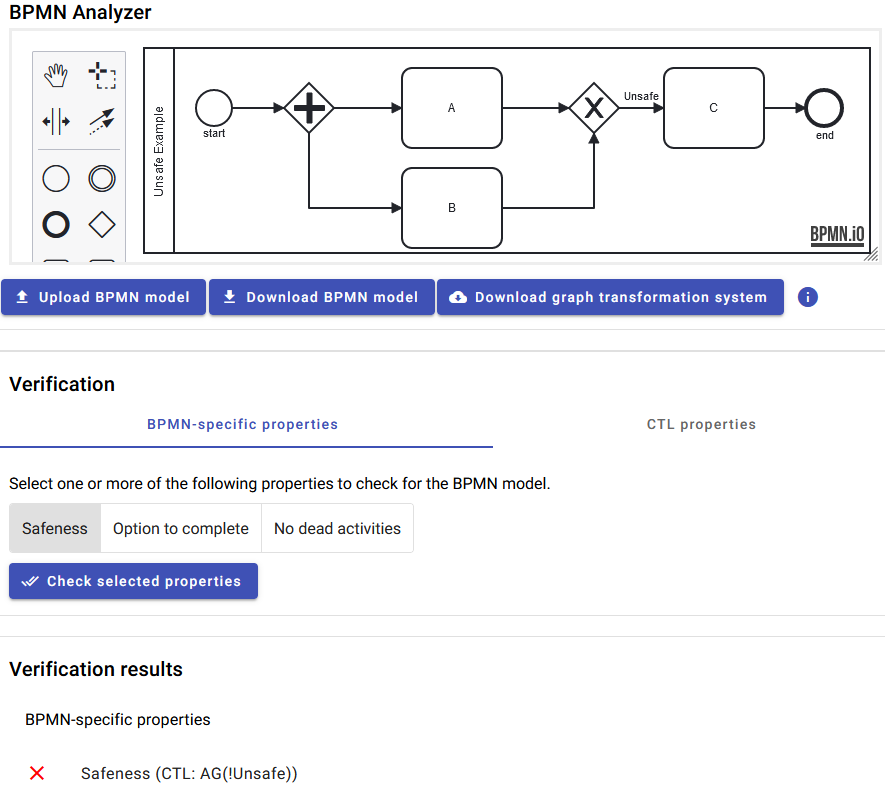 BPMN Analyzer
Unsafe Example
start
A
B
X
Unsafe
C
end
BPMN.iO
Upload BPMN model
Download BPMN model
Download graph transformation system
i
Verification
BPMN-specific properties
CTL properties
Select one or more of the following properties to check for the BPMN model.
Safeness
Option to complete
No dead activities
Check selected properties
Verification results
BPMN-specific properties
Safeness (CTL: AG(!Unsafe))